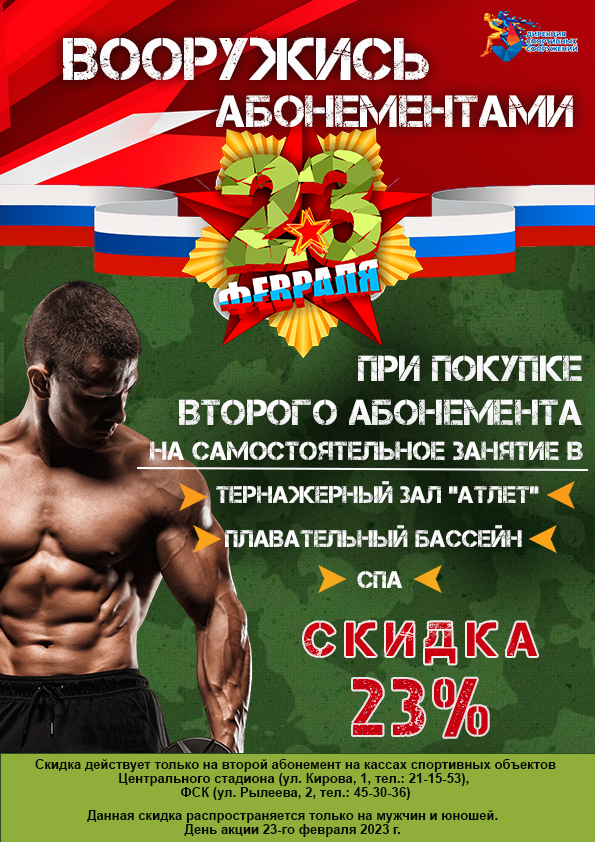 ДИРЕКЦИЯ
СПОРТИВНЫХ
СООРУЖЕНИЙ
ВООРУЖИСЬ
АБОНЕМЕНТАМИ
23
ФЕВРАЛЯ
ПРИ ПОКУПКЕ
ВТОРОГО АБОНЕМЕНТА
НА САМОСТОЯТЕЛЬНОЕ ЗАНЯТИЕ В
ТЕРНАЖЕРНЫЙ ЗАЛ "АТЛЕТ"
ПЛАВАТЕЛЬНЫЙ БАССЕЙН
СПА
СКИДКА
23%
Скидка действует только на второй абонемент на кассах спортивных объектов
Центрального стадиона (ул. Кирова, 1, тел.: 21-15-53),
ФСК (ул. Рылеева, 2, тел.: 45-30-36)
Данная скидка распространяется только на мужчин и юношей.
День акции 23-го февраля 2023 г.